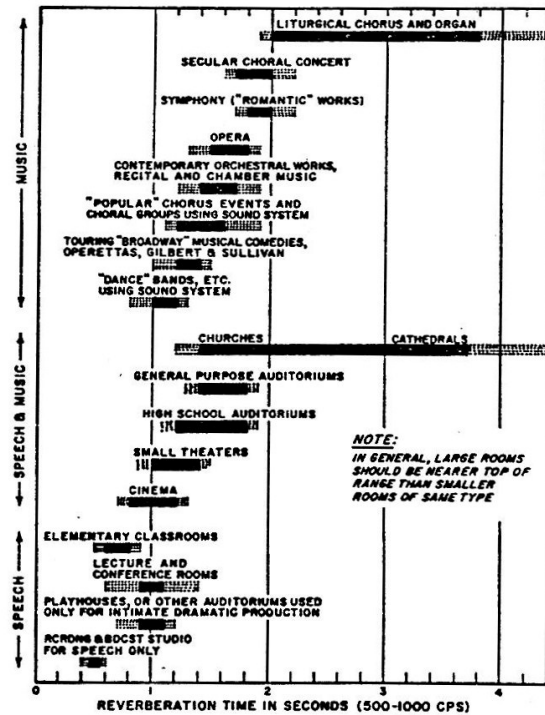 LITURGICAL CHORUS AND ORGAN
SECULAR CHORAL CONCERT
SYMPHONY ("ROMANTIC" WORKS)
OPERA
CONTEMPORARY ORCHESTRAL WORKS,
RECITAL AND CHAMBER MUSIC
"POPULAR" CHORUS EVENTS AND
CHORAL GROUPS USING SOUND SYSTEM
TOURING "BROADWAY" MUSICAL COMEDIES,
OPERETTAS, GILBERT & SULLIVAN
"DANCE" BANDS, ETC.
USING SOUND SYSTEM
MUSIC
CHURCHES CATHEDRALS
GENERAL PURPOSE AUDITORIUMS
HIGH SCHOOL AUDITORIUMS
SMALL THEATERS
CINEMA
SPEECH & MUSIC
NOTE:
IN GENERAL, LARGE ROOMS
SHOULD BE NEARER TOP OF
RANGE THAN SMALLER
ROOMS OF SAME TYPE
ELEMENTARY CLASSROOMS
LECTURE AND
CONFERENCE ROOMS
PLAYHOUSES, OR OTHER AUDITORIUMS USED
ONLY FOR INTIMATE DRAMATIC PRODUCTION
RCRDNG & BDCST STUDIO
FOR SPEECH ONLY
SPEECH
0 1 2 3 4
REVERBERATION TIME IN SECONDS (500-1000 CPS)